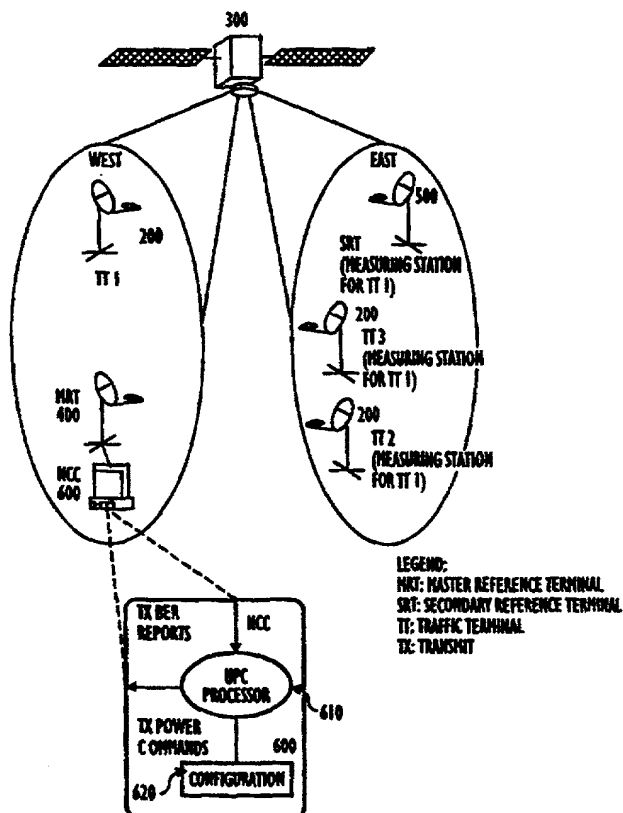 300
WEST
200
TT 1
MRT
400
NCC
600
EAST
500
SRT
(MEASURING STATION
FOR TT 1)
200
TT 3
(MEASURING STATION
FOR TT 1)
200
TT 2
(MEASURING STATION
FOR TT 1)
LEGEND:
MRT: MASTER REFERENCE TERMINAL
SRT: SECONDARY REFERENCE TERMINAL
TT: TRAFFIC TERMINAL
TX: TRANSMIT
TX BER
REPORTS
NCC
UPC
PROCESSOR
610
TX POWER
C OMMANDS
600
CONFIGURATION
620